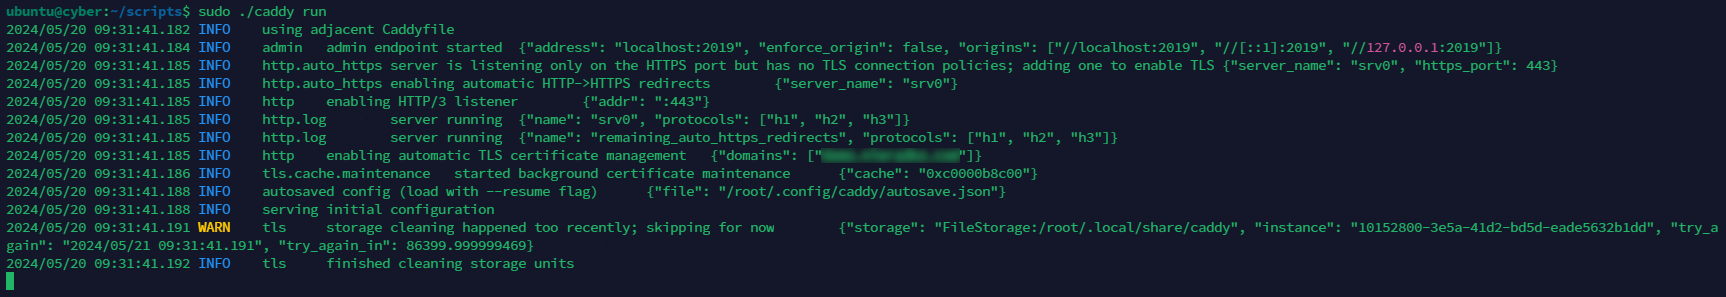 ubuntu@cyber:~/scripts$ sudo ./caddy run
2024/05/20 09:31:41.182 INFO    using adjacent Caddyfile
2024/05/20 09:31:41.184 INFO    admin   admin endpoint started  {"address": "localhost:2019", "enforce_origin": false, "origins": ["//localhost:2019", "//[::1]:2019", "//127.0.0.1:2019"]}
2024/05/20 09:31:41.185 INFO    http.auto_https server is listening only on the HTTPS port but has no TLS connection policies; adding one to enable TLS {"server_name": "srv0", "https_port": 443}
2024/05/20 09:31:41.185 INFO    http.auto_https enabling automatic HTTP->HTTPS redirects        {"server_name": "srv0"}
2024/05/20 09:31:41.185 INFO    http    enabling HTTP/3 listener        {"addr": ":443"}
2024/05/20 09:31:41.185 INFO    http.log        server running  {"name": "srv0", "protocols": ["h1", "h2", "h3"]}
2024/05/20 09:31:41.185 INFO    http.log        server running  {"name": "remaining_auto_https_redirects", "protocols": ["h1", "h2", "h3"]}
2024/05/20 09:31:41.185 INFO    http    enabling automatic TLS certificate management   {"domains": [""]}
2024/05/20 09:31:41.186 INFO    tls.cache.maintenance   started background certificate maintenance      {"cache": "0xc0000b8c00"}
2024/05/20 09:31:41.188 INFO    autosaved config (load with --resume flag)      {"file": "/root/.config/caddy/autosave.json"}
2024/05/20 09:31:41.188 INFO    serving initial configuration
2024/05/20 09:31:41.191 WARN    tls     storage cleaning happened too recently; skipping for now        {"storage": "FileStorage:/root/.local/share/caddy", "instance": "10152800-3e5a-41d2-bd5d-eade5632b1dd", "try_a
gain": "2024/05/21 09:31:41.191", "try_again_in": 86399.999999469}
2024/05/20 09:31:41.192 INFO    tls     finished cleaning storage units